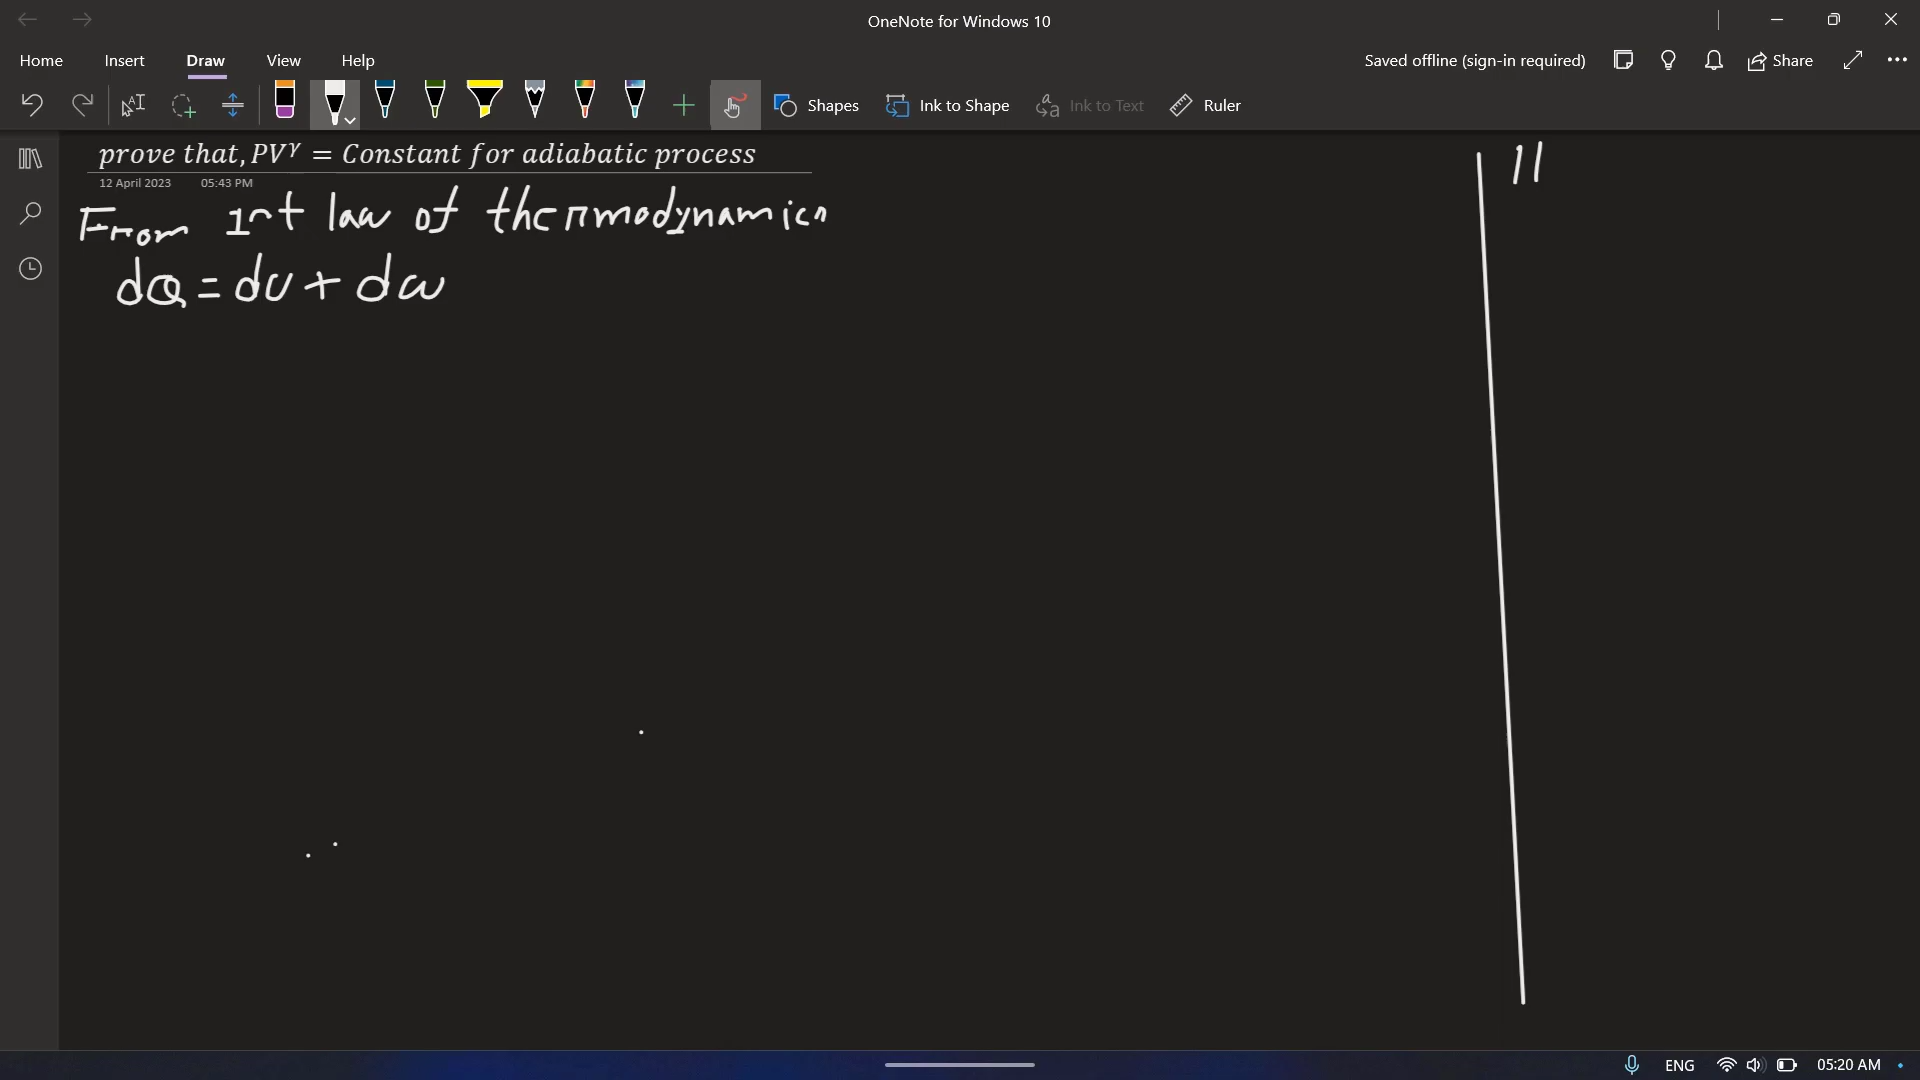 OneNote for Windows 10
Home Insert Draw View Help
Saved offline (sign-in required) Share
Shapes Ink to Shape Ink to Text Ruler
prove that, PV^γ = Constant for adiabatic process
12 April 2023 05:43 PM
From 1st law of thermodynamics
dQ = du + dw
11
ENG 05:20 AM